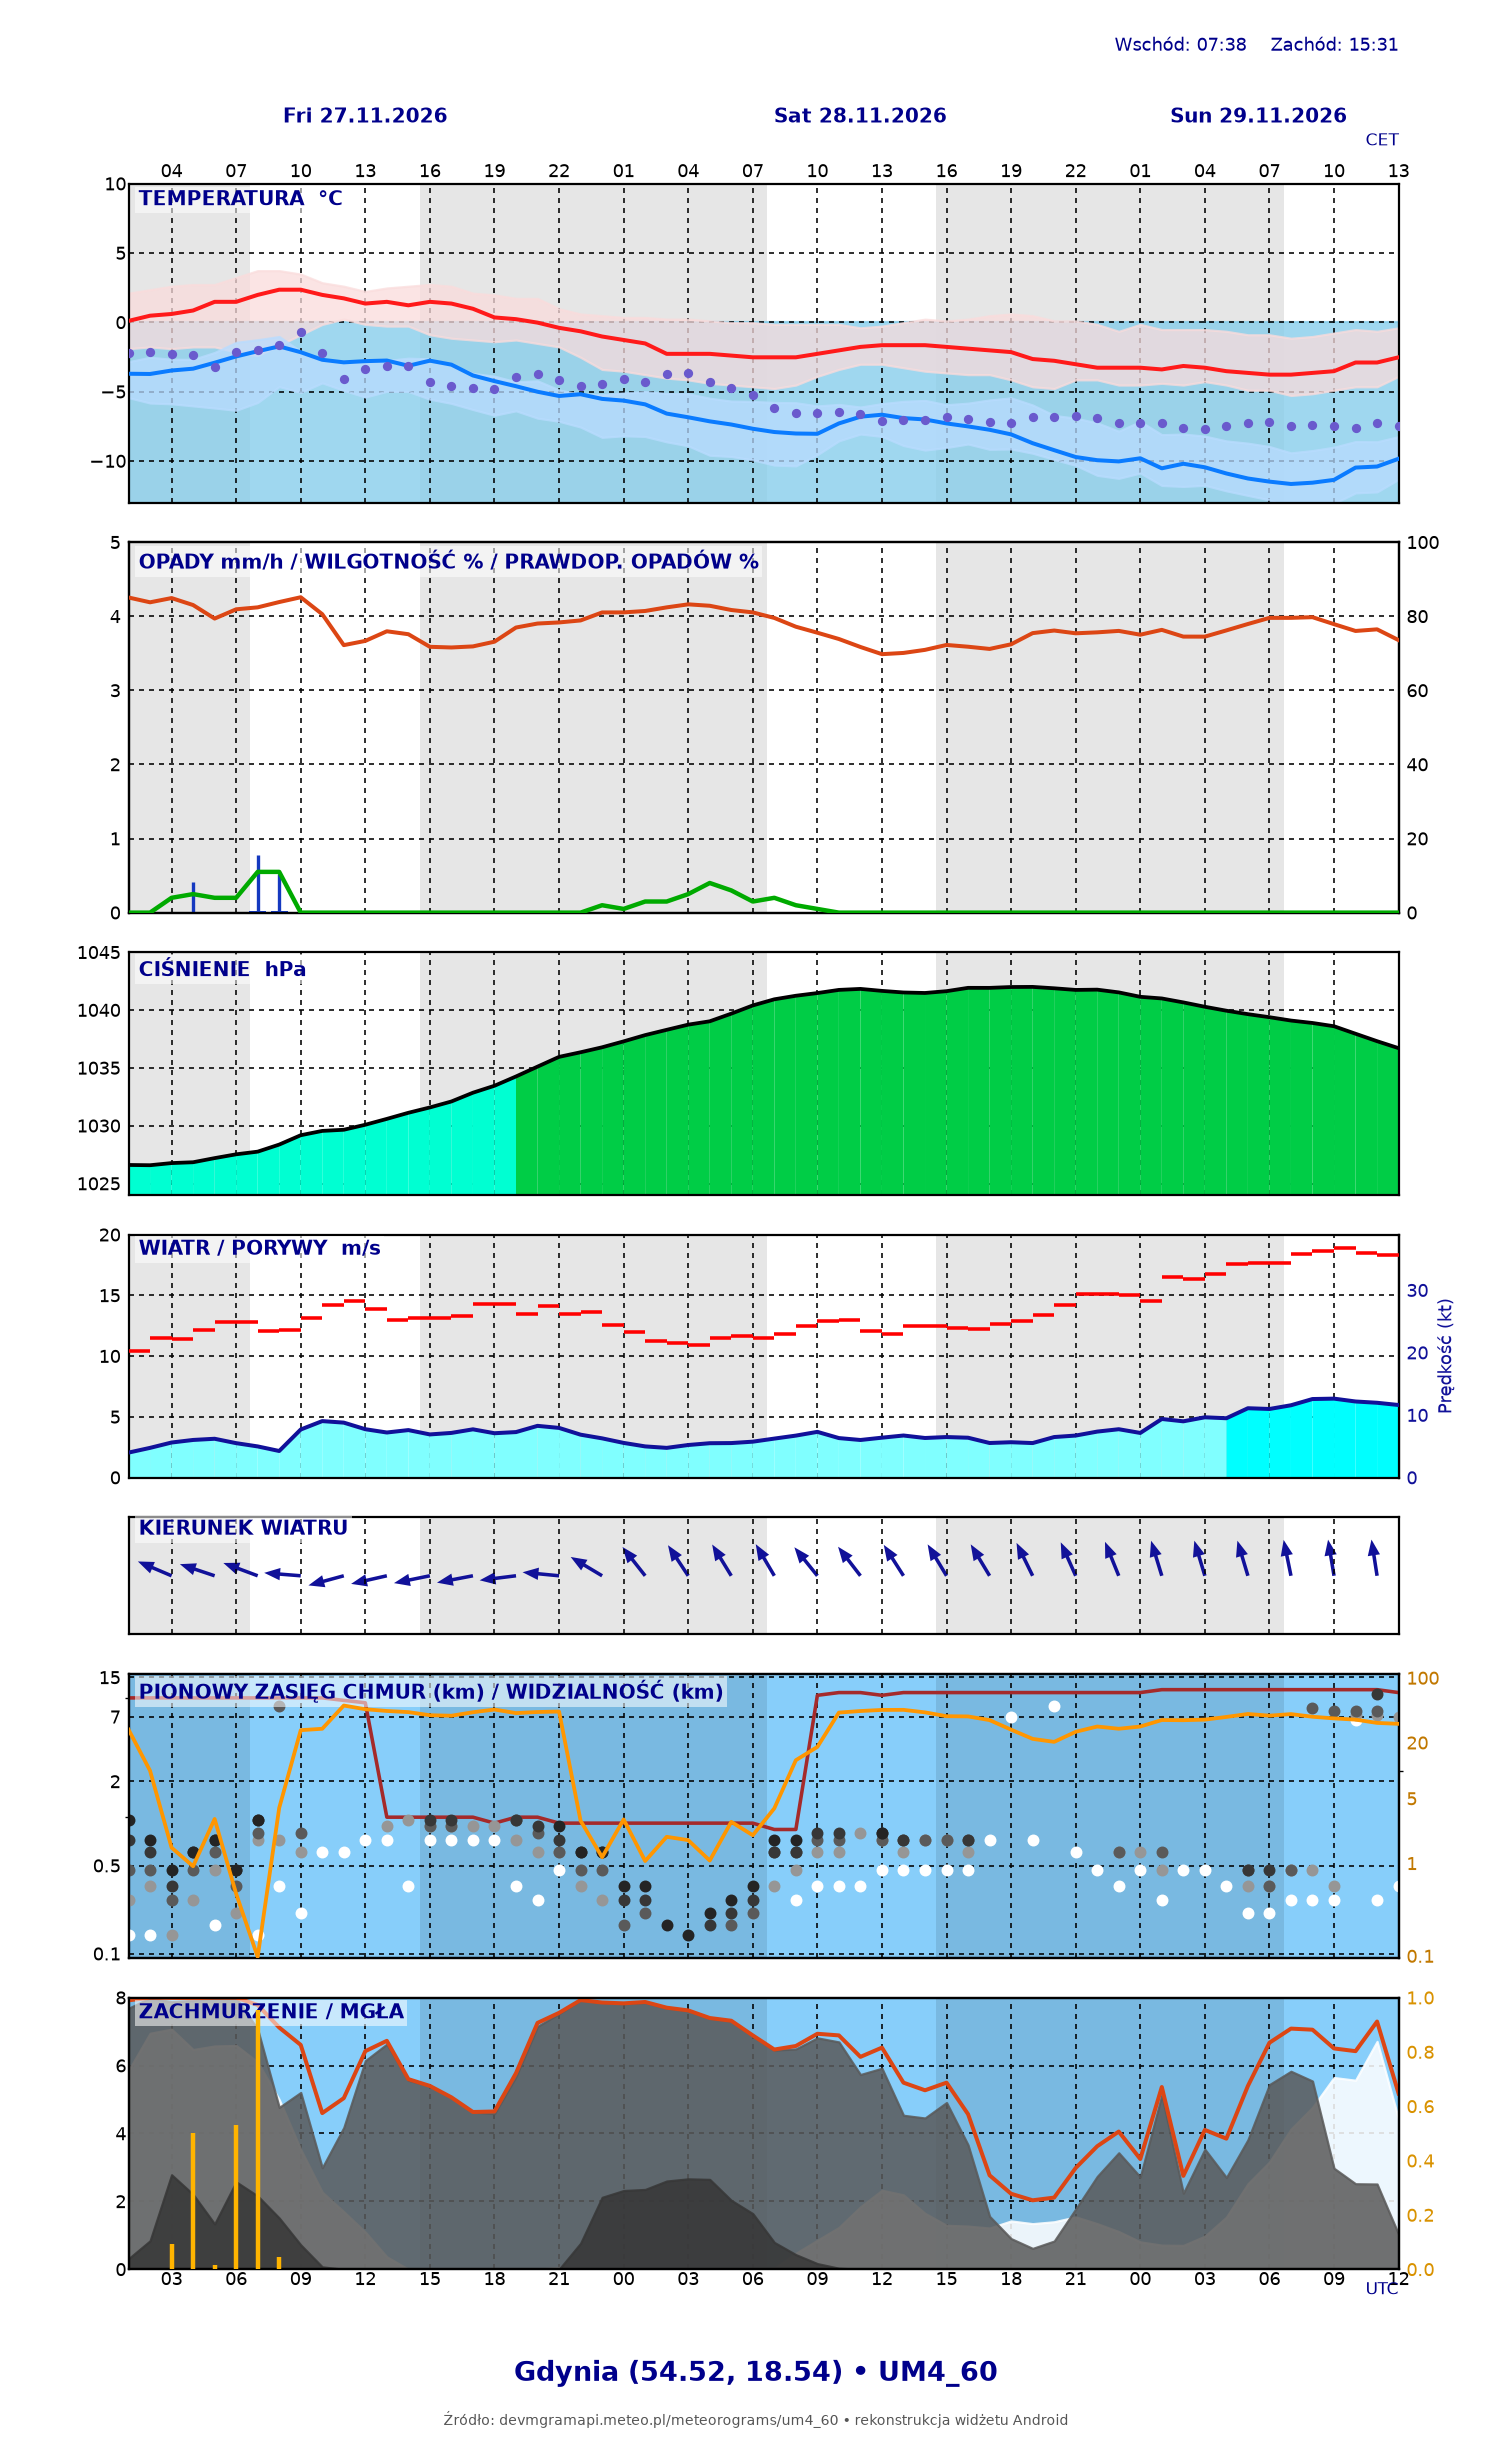 Wschód: 07:38 Zachód: 15:31
Fri 27.11.2026 Sat 28.11.2026 Sun 29.11.2026
CET
04 07 10 13 16 19 22 01 04 07 10 13 16 19 22 01 04 07 10 13
TEMPERATURA °C
10
5
0
−5
−10
OPADY mm/h / WILGOTNOŚĆ % / PRAWDOP. OPADÓW %
5 100
4 80
3 60
2 40
1 20
0 0
CIŚNIENIE hPa
1045
1040
1035
1030
1025
WIATR / PORYWY m/s
20
15 30
10 20
5 10
0 0
Prędkość (kt)
KIERUNEK WIATRU
PIONOWY ZASIĘG CHMUR (km) / WIDZIALNOŚĆ (km)
15 100
7 20
2 5
0.5 1
0.1 0.1
ZACHMURZENIE / MGŁA
8 1.0
6 0.8
0.6
4 0.4
2 0.2
0 0.0
03 06 09 12 15 18 21 00 03 06 09 12 15 18 21 00 03 06 09 12
UTC
Gdynia (54.52, 18.54) • UM4_60
Źródło: devmgramapi.meteo.pl/meteorograms/um4_60 • rekonstrukcja widżetu Android